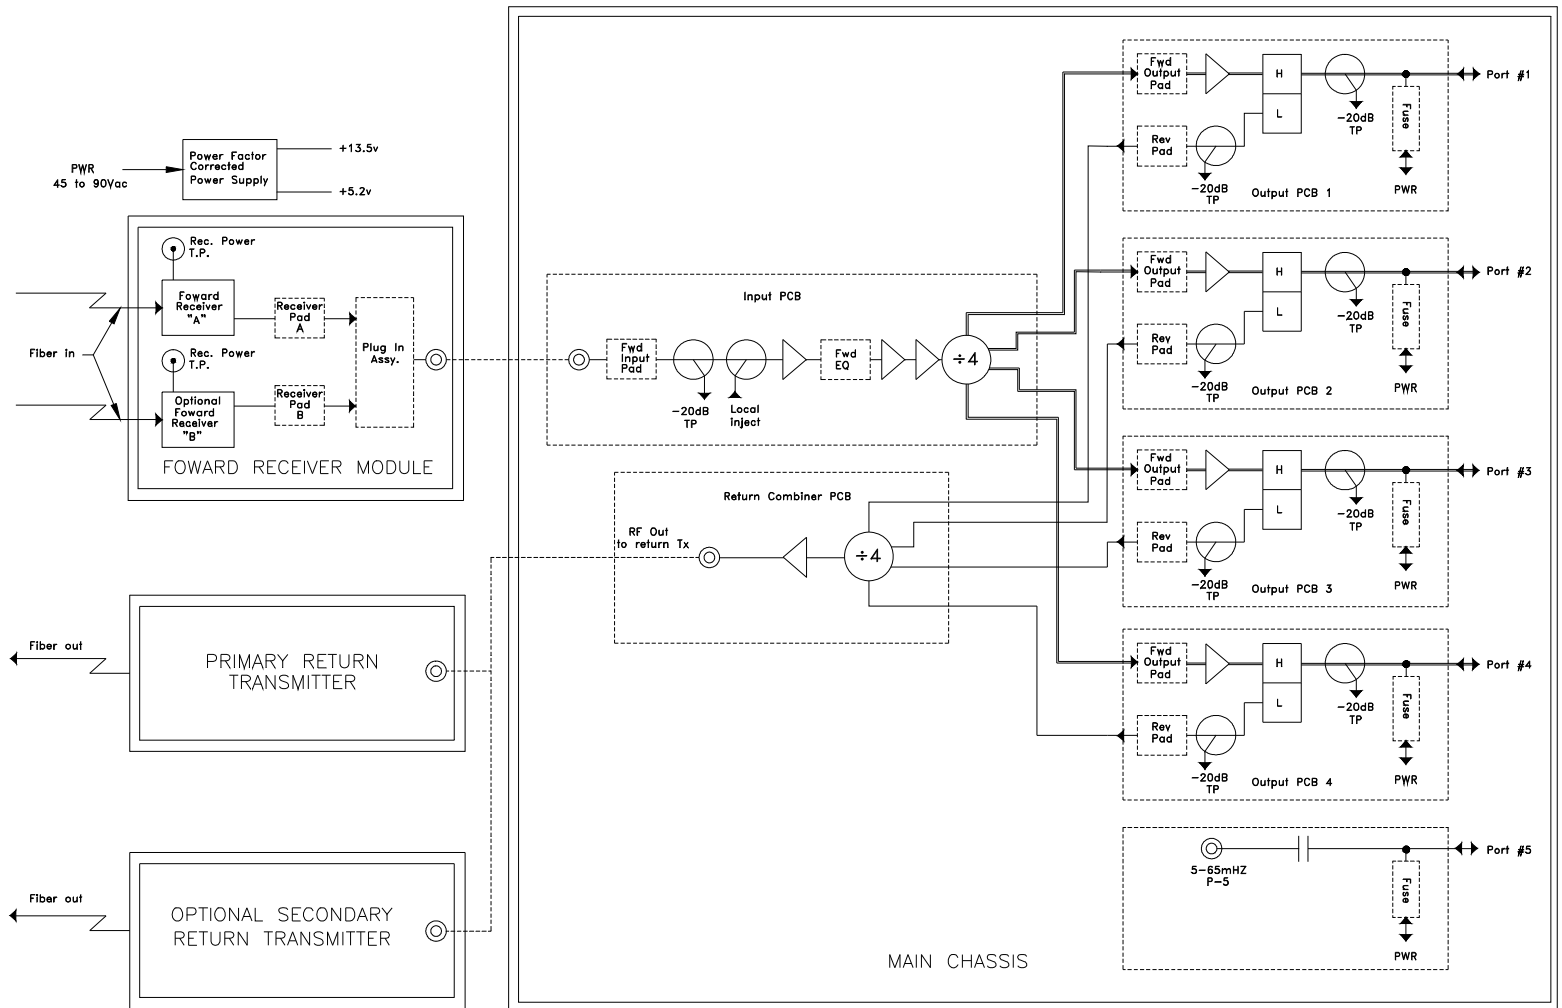 PWR
45 to 90Vac
Power Factor
Corrected
Power Supply
+13.5v
+5.2v
Rec. Power
T.P.
Foward
Receiver
"A"
Receiver
Pad
A
Plug In
Assy.
Fiber in
Rec. Power
T.P.
Optional
Foward
Receiver
"B"
Receiver
Pad
B
FOWARD RECEIVER MODULE
Fiber out
PRIMARY RETURN
TRANSMITTER
Fiber out
OPTIONAL SECONDARY
RETURN TRANSMITTER
Input PCB
Fwd
Input
Pad
-20dB
TP
Local
inject
Fwd
EQ
÷4
Return Combiner PCB
RF Out
to return Tx
÷4
MAIN CHASSIS
Fwd
Output
Pad
H
L
-20dB
TP
Fuse
PWR
Rev
Pad
-20dB
TP
Output PCB 1
Port #1
Fwd
Output
Pad
H
L
-20dB
TP
Fuse
PWR
Rev
Pad
-20dB
TP
Output PCB 2
Port #2
Fwd
Output
Pad
H
L
-20dB
TP
Fuse
PWR
Rev
Pad
-20dB
TP
Output PCB 3
Port #3
Fwd
Output
Pad
H
L
-20dB
TP
Fuse
PWR
Rev
Pad
-20dB
TP
Output PCB 4
Port #4
5-65mHZ
P-5
Fuse
PWR
Port #5